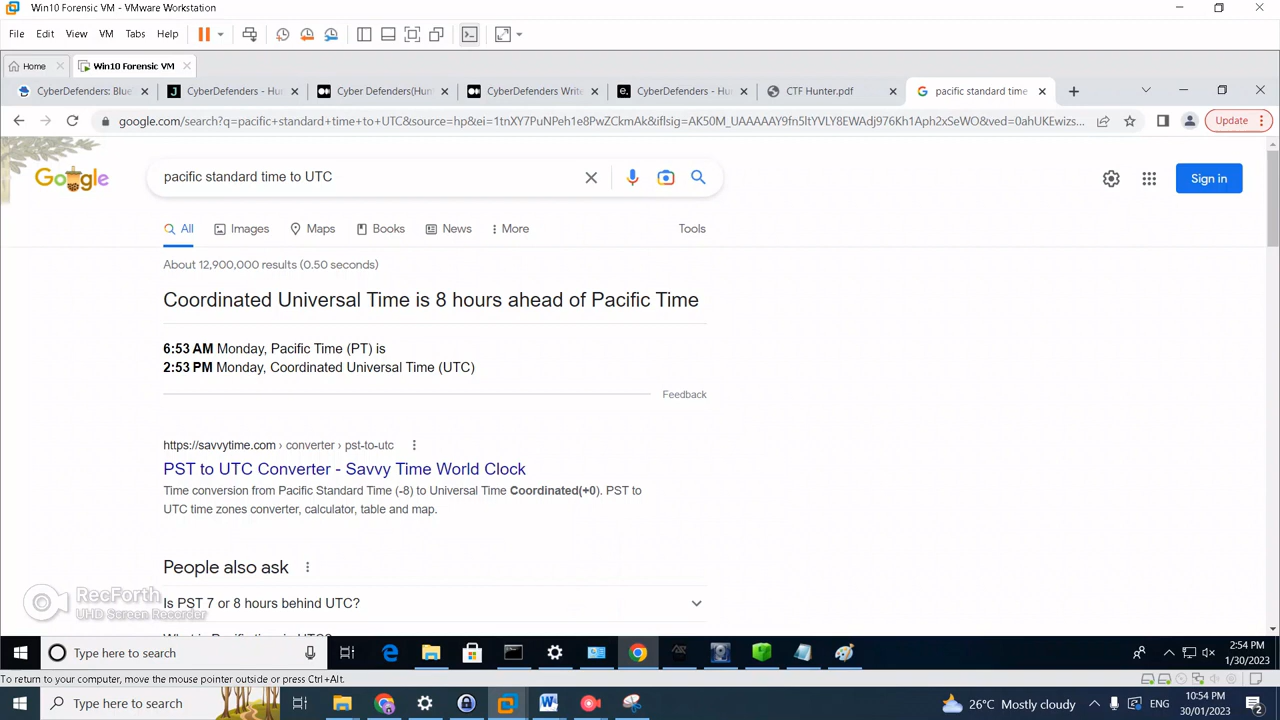 Win10 Forensic VM - VMware Workstation
File Edit View VM Tabs Help
Home Win10 Forensic VM
CyberDefenders: Blue CyberDefenders - Hun Cyber Defenders(Hun CyberDefenders Write CyberDefenders - Hun CTF Hunter.pdf pacific standard time
google.com/search?q=pacific+standard+time+to+UTC&source=hp&ei=1tnXY7PuNPeh1e8PwZCkmAk&iflsig=AK50M_UAAAAAY9fn5ltYVLY8EWAdj976Kh1Aph2xSeWO&ved=0ahUKEwizs... Update
Google
pacific standard time to UTC
Sign in
All Images Maps Books News More Tools
About 12,900,000 results (0.50 seconds)
Coordinated Universal Time is 8 hours ahead of Pacific Time
6:53 AM Monday, Pacific Time (PT) is
2:53 PM Monday, Coordinated Universal Time (UTC)
Feedback
https://savvytime.com › converter › pst-to-utc
PST to UTC Converter - Savvy Time World Clock
Time conversion from Pacific Standard Time (-8) to Universal Time Coordinated(+0). PST to
UTC time zones converter, calculator, table and map.
People also ask
RecForth
UHD Screen Recorder
Is PST 7 or 8 hours behind UTC?
Type here to search
2:54 PM
1/30/2023
To return to your computer, move the mouse pointer outside or press Ctrl+Alt.
Type here to search
26°C Mostly cloudy
ENG
10:54 PM
30/01/2023
2